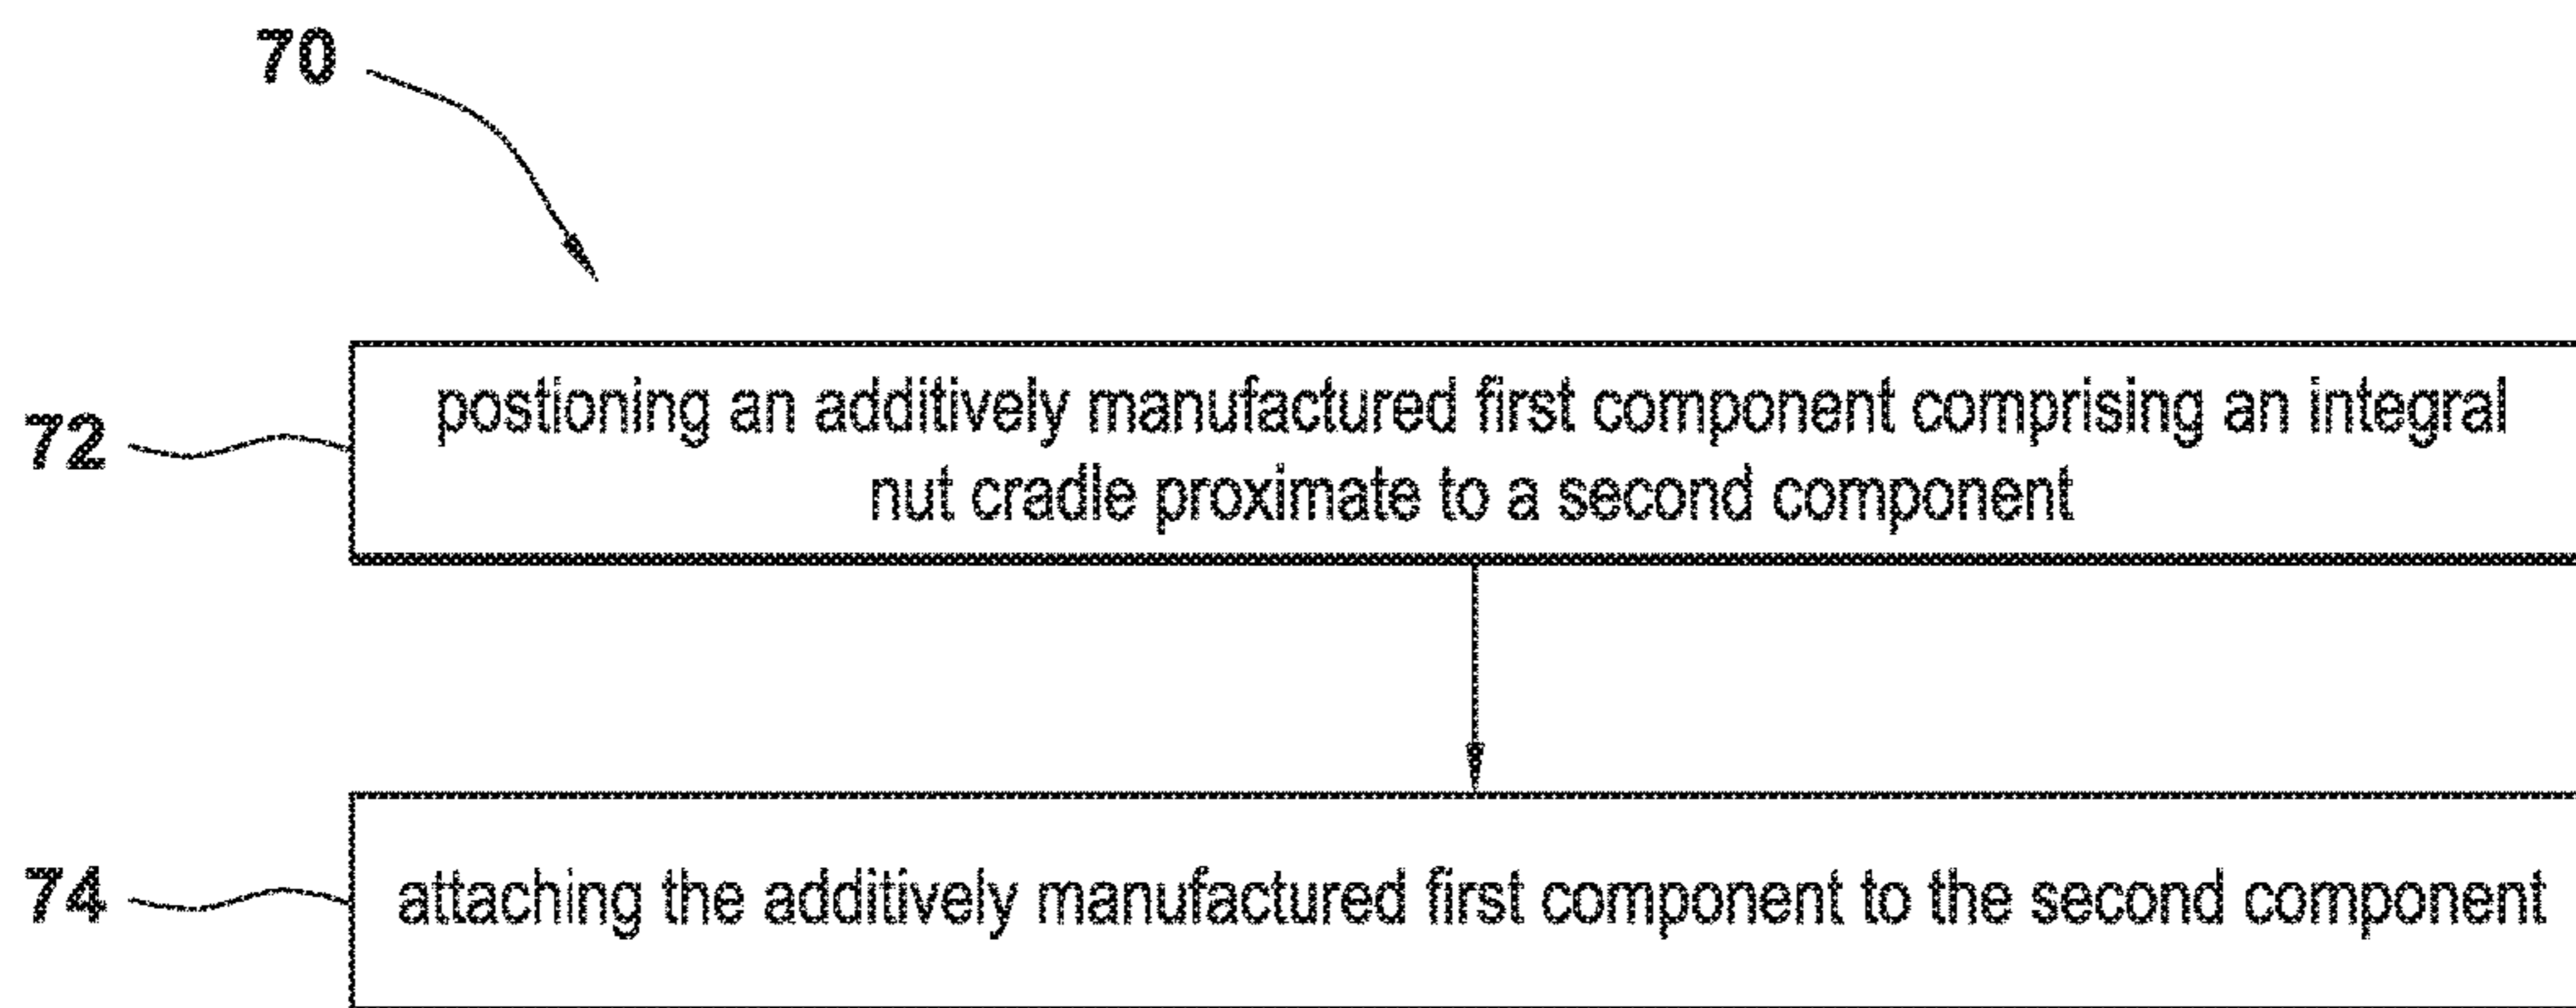 70
72
postioning an additively manufactured first component comprising an integral
nut cradle proximate to a second component
74
attaching the additively manufactured first component to the second component